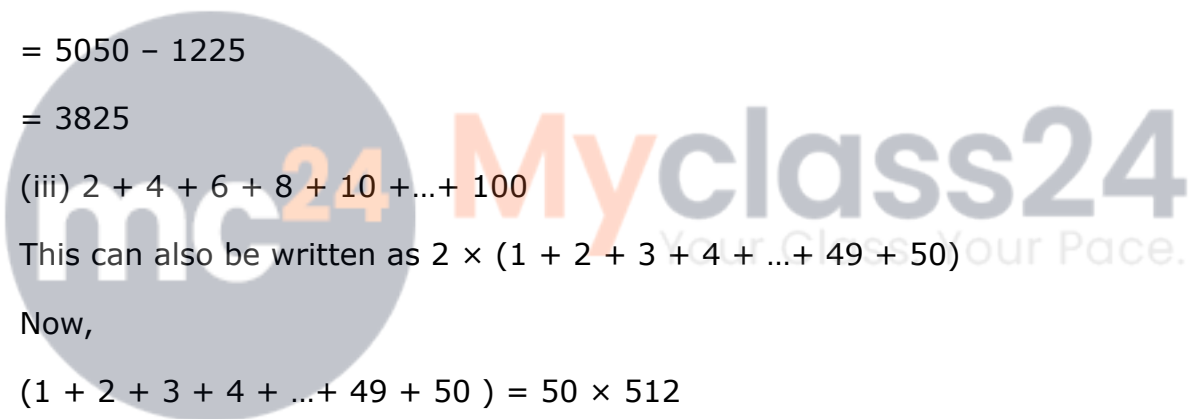 = 5050 – 1225
= 3825
(iii) 2 + 4 + 6 + 8 + 10 +…+ 100
This can also be written as 2 × (1 + 2 + 3 + 4 + …+ 49 + 50)
Now,
(1 + 2 + 3 + 4 + …+ 49 + 50 ) = 50 × 512
mc24 Myclass24
Your Class. Your Pace.